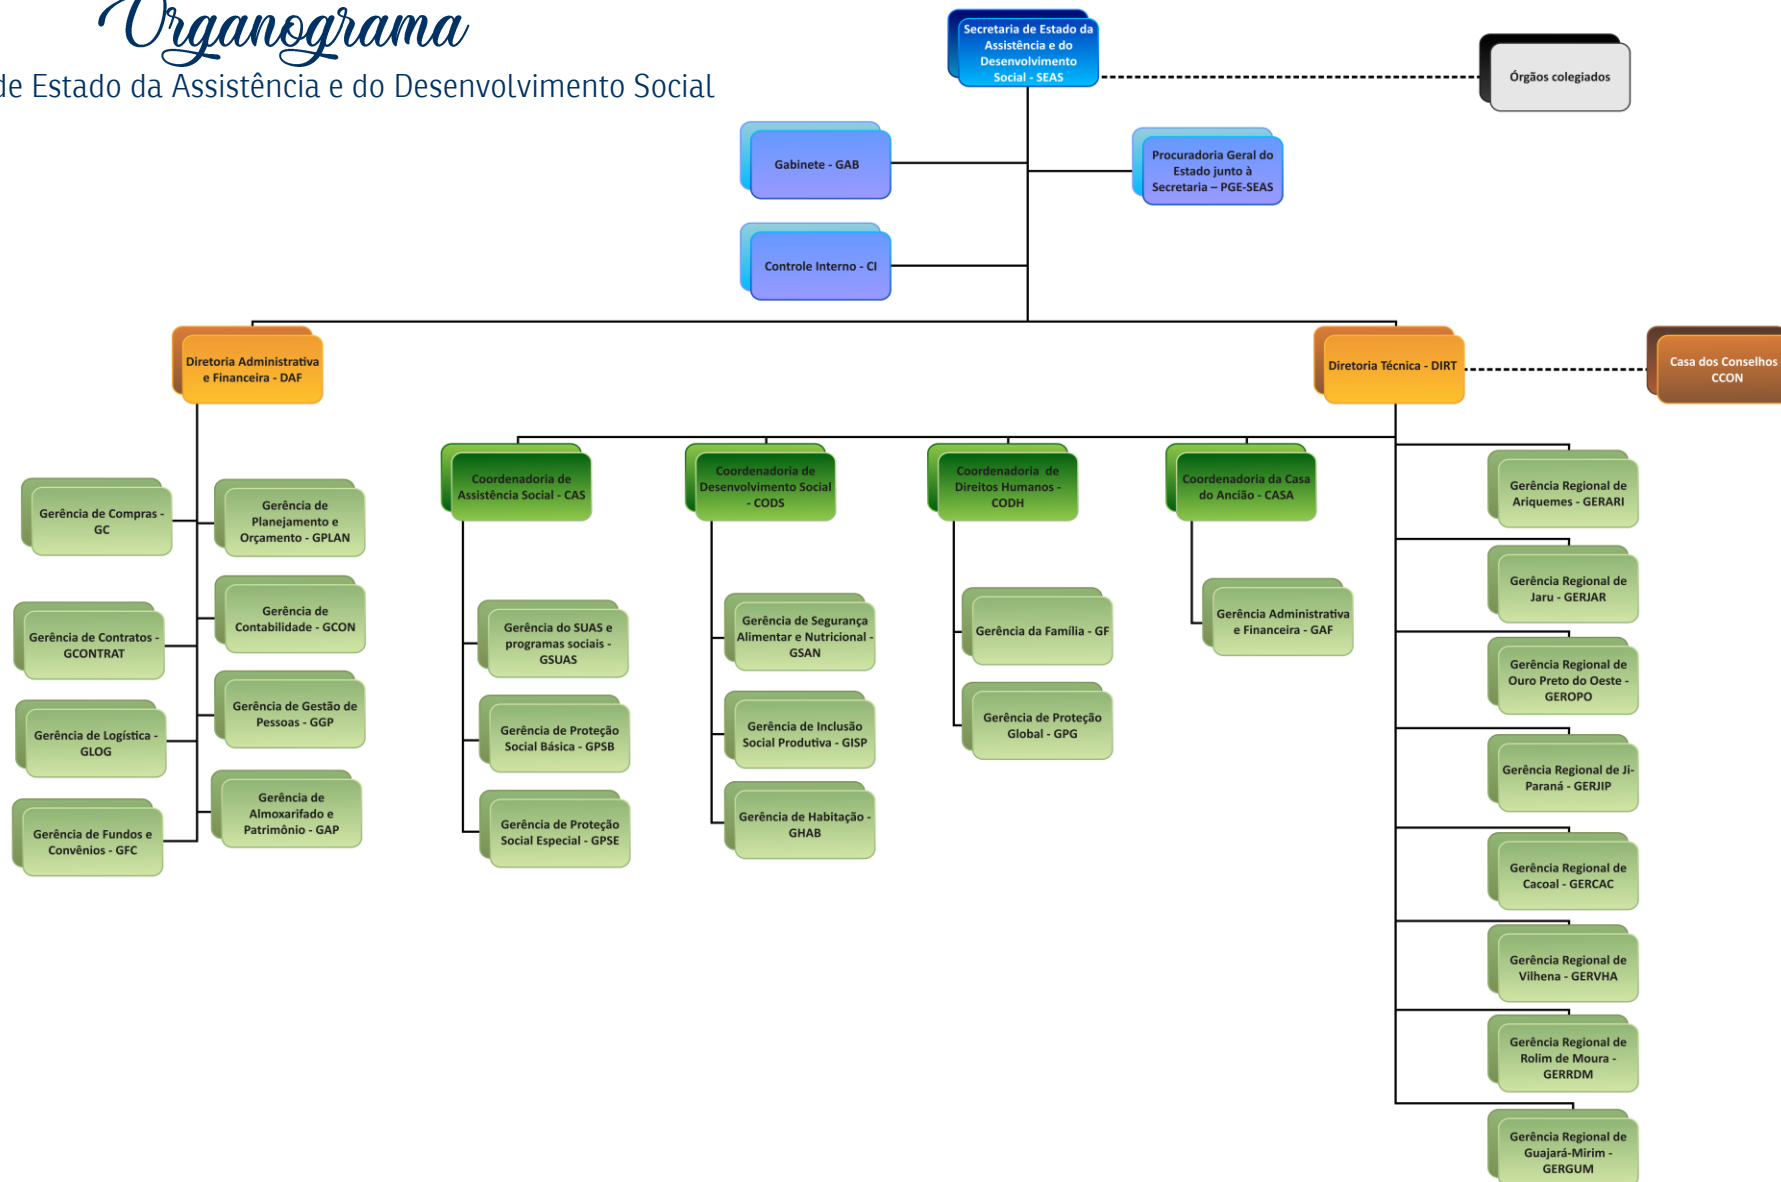 Organograma
de Estado da Assistência e do Desenvolvimento Social
Secretaria de Estado da
Assistência e do
Desenvolvimento
Social - SEAS
Órgãos colegiados
Gabinete - GAB
Procuradoria Geral do
Estado junto à
Secretaria – PGE-SEAS
Controle Interno - CI
Diretoria Administrativa
e Financeira - DAF
Diretoria Técnica - DIRT
Casa dos Conselhos
CCON
Gerência de Compras -
GC
Gerência de
Planejamento e
Orçamento - GPLAN
Gerência de Contratos -
GCONTRAT
Gerência de
Contabilidade - GCON
Gerência de Logística -
GLOG
Gerência de Gestão de
Pessoas - GGP
Gerência de Fundos e
Convênios - GFC
Gerência de
Almoxarifado e
Patrimônio - GAP
Coordenadoria de
Assistência Social - CAS
Gerência do SUAS e
programas sociais -
GSUAS
Gerência de Proteção
Social Básica - GPSB
Gerência de Proteção
Social Especial - GPSE
Coordenadoria de
Desenvolvimento Social
- CODS
Gerência de Segurança
Alimentar e Nutricional -
GSAN
Gerência de Inclusão
Social Produtiva - GISP
Gerência de Habitação -
GHAB
Coordenadoria  de
Direitos Humanos -
CODH
Gerência da Família - GF
Gerência de Proteção
Global - GPG
Coordenadoria da Casa
do Ancião - CASA
Gerência Administrativa
e Financeira - GAF
Gerência Regional de
Ariquemes - GERARI
Gerência Regional de
Jaru - GERJAR
Gerência Regional de
Ouro Preto do Oeste -
GEROPO
Gerência Regional de Ji-
Paraná - GERJIP
Gerência Regional de
Cacoal - GERCAC
Gerência Regional de
Vilhena - GERVHA
Gerência Regional de
Rolim de Moura -
GERRDM
Gerência Regional de
Guajará-Mirim -
GERGUM